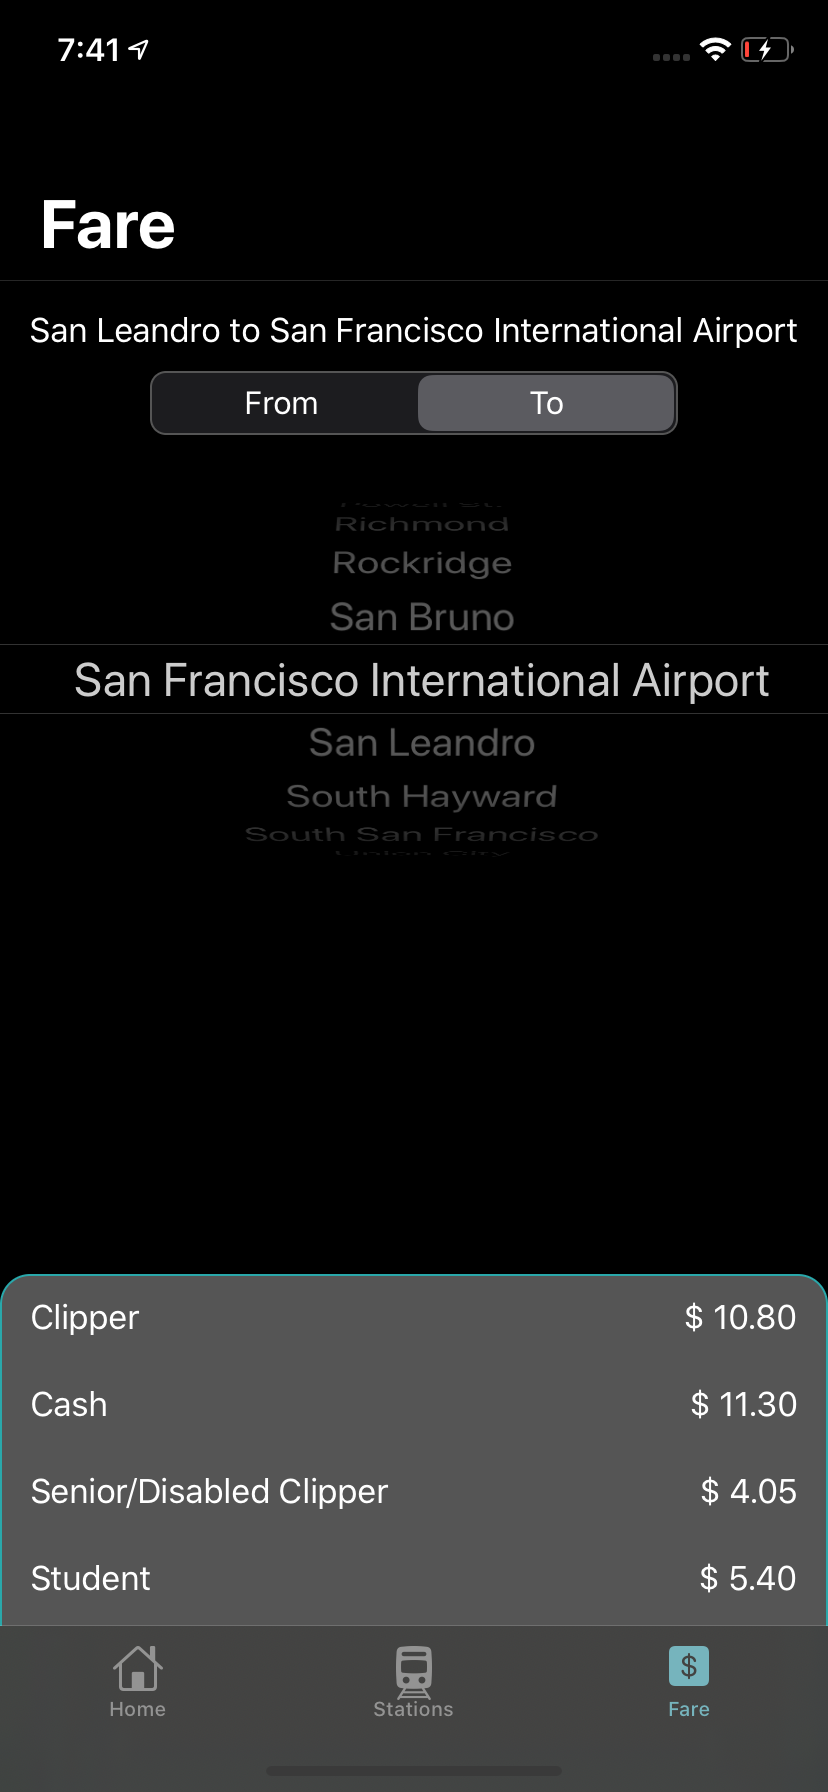 7:41
Fare
San Leandro to San Francisco International Airport
From To
Richmond
Rockridge
San Bruno
San Francisco International Airport
San Leandro
South Hayward
South San Francisco
Union City
Clipper $ 10.80
Cash $ 11.30
Senior/Disabled Clipper $ 4.05
Student $ 5.40
$
Home Stations Fare